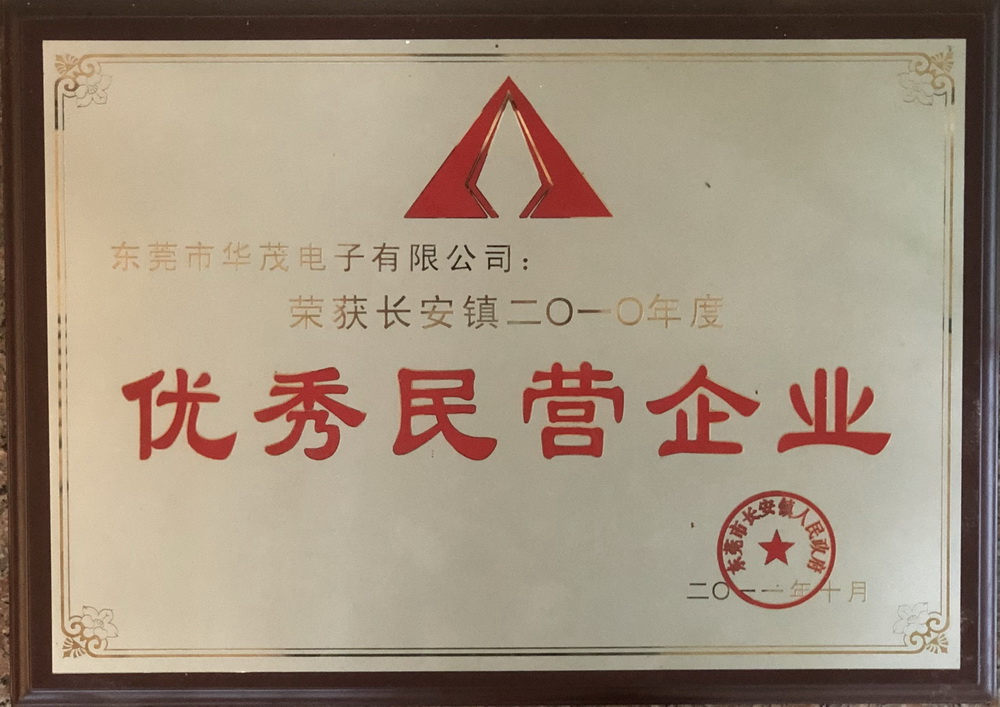 东莞市华茂电子有限公司：
荣获长安镇二〇一〇年度
优秀民营企业
东莞市长安镇人民政府
二〇一一年十月